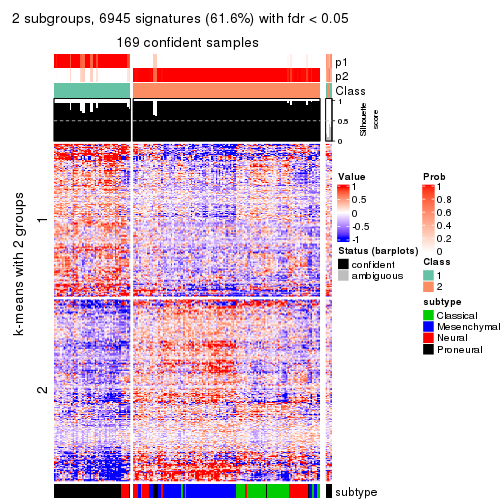 2 subgroups, 6945 signatures (61.6%) with fdr < 0.05
169 confident samples
p1
p2
Class
1
0.5
0
Silhouette
score
k-means with 2 groups
1
2
Value
1
0.5
0
-0.5
-1
Status (barplots)
confident
ambiguous
Prob
1
0.8
0.6
0.4
0.2
0
Class
1
2
subtype
Classical
Mesenchymal
Neural
Proneural
subtype